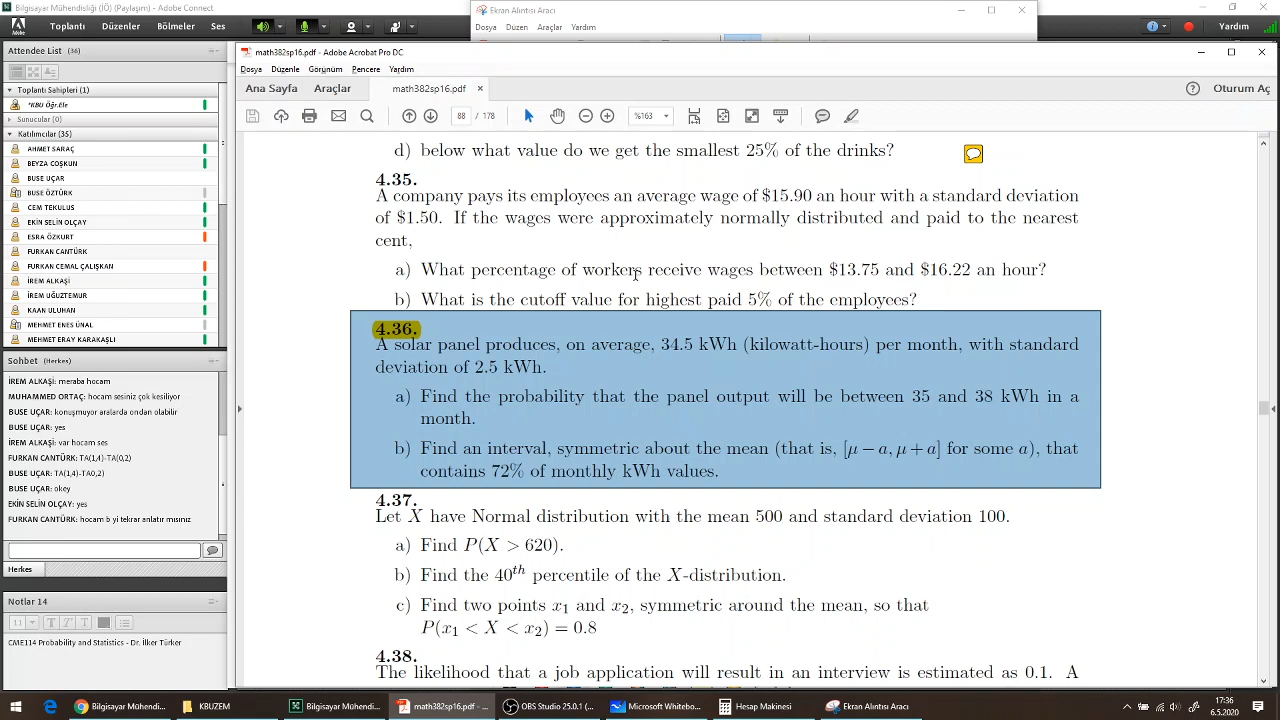 Bilgisayar Mühendisliği (İÖ) (Paylaşım) - Adobe Connect
Adobe
Toplantı Düzenler Bölmeler Ses
Yardım
Ekran Alıntısı Aracı
Dosya Düzen Araçlar Yardım
Attendee List (36)
Toplantı Sahipleri (1)
*KBU Öğr.Ele
Sunucular (0)
Katılımcılar (35)
AHMET SARAÇ
BEYZA COŞKUN
BUSE UÇAR
BUSE ÖZTÜRK
CEM TEKULUS
EKİN SELİN OLÇAY
ESRA ÖZKURT
FURKAN CANTÜRK
FURKAN CEMAL ÇALIŞKAN
İREM ALKAŞİ
İREM UĞUZTEMUR
KAAN ULUHAN
MEHMET ENES ÜNAL
MEHMET ERAY KARAKAŞLI
Sohbet (Herkes)
İREM ALKAŞİ: meraba hocam
MUHAMMED ORTAÇ: hocam sesiniz çok kesiliyor
BUSE UÇAR: konuşmuyor aralarda ondan olabilir
BUSE UÇAR: yes
İREM ALKAŞİ: var hocam ses
FURKAN CANTÜRK: TA(1,4)-TA(0,2)
BUSE UÇAR: TA(1,4)-TA0,2)
BUSE UÇAR: okey
EKİN SELİN OLÇAY: yes
FURKAN CANTÜRK: hocam b yi tekrar anlatır mısınız
Herkes
Notlar 14
11
CME114 Probability and Statistics - Dr. İlker Türker
math382sp16.pdf - Adobe Acrobat Pro DC
Dosya Düzenle Görünüm Pencere Yardım
Ana Sayfa Araçlar math382sp16.pdf × Oturum Aç
88 / 178 %163
d) below what value do we get the smallest 25% of the drinks?
4.35.
A company pays its employees an average wage of $15.90 an hour with a standard deviation
of $1.50. If the wages were approximately normally distributed and paid to the nearest
cent,
a) What percentage of workers receive wages between $13.75 and $16.22 an hour?
b) What is the cutoff value for highest paid 5% of the employees?
4.36.
A solar panel produces, on average, 34.5 kWh (kilowatt-hours) per month, with standard
deviation of 2.5 kWh.
a) Find the probability that the panel output will be between 35 and 38 kWh in a
month.
b) Find an interval, symmetric about the mean (that is, [μ − a, μ + a] for some a), that
contains 72% of monthly kWh values.
4.37.
Let X have Normal distribution with the mean 500 and standard deviation 100.
a) Find P(X > 620).
b) Find the 40th percentile of the X-distribution.
c) Find two points x1 and x2, symmetric around the mean, so that
P(x1 < X < x2) = 0.8
4.38.
The likelihood that a job application will result in an interview is estimated as 0.1. A
Bilgisayar Mühendi... KBUZEM Bilgisayar Mühendi... math382sp16.pdf - ... OBS Studio 25.0.1 (... Microsoft Whitebo... Hesap Makinesi Ekran Alıntısı Aracı
17:36
6.5.2020